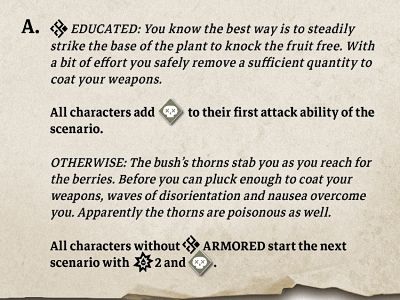 A. EDUCATED: You know the best way is to steadily
strike the base of the plant to knock the fruit free. With
a bit of effort you safely remove a sufficient quantity to
coat your weapons.
All characters add to their first attack ability of the
scenario.
OTHERWISE: The bush's thorns stab you as you reach for
the berries. Before you can pluck enough to coat your
weapons, waves of disorientation and nausea overcome
you. Apparently the thorns are poisonous as well.
All characters without ARMORED start the next
scenario with 2 and .